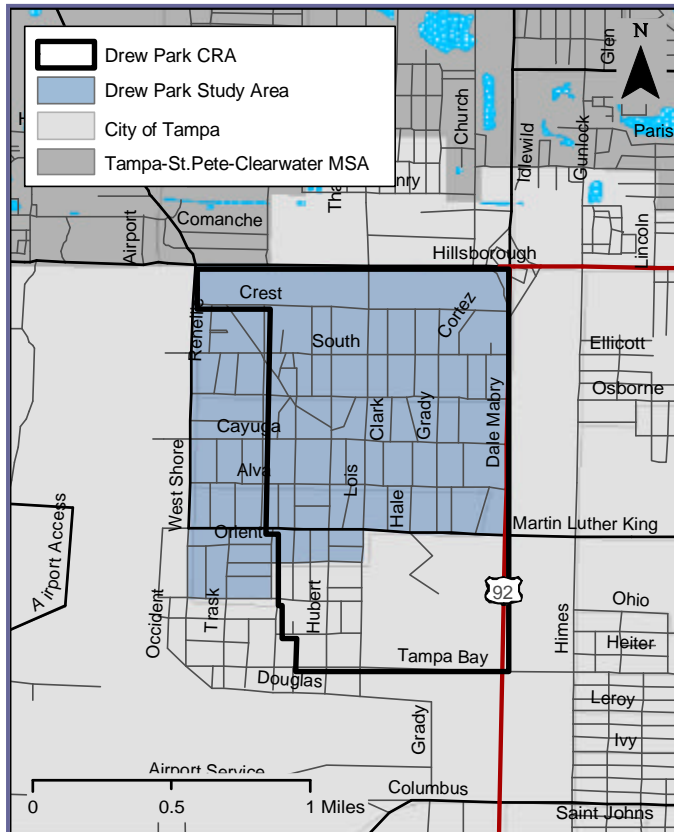 Drew Park CRA
Drew Park Study Area
City of Tampa
Tampa-St.Pete-Clearwater MSA
N
Glen
Church
Idlewild
Gunlock
Paris
Lincoln
Comanche
Airport
Hillsborough
Crest
Renellie
South
Cortez
Ellicott
Osborne
Clark
Grady
Dale Mabry
Cayuga
Alva
Lois
Hale
West Shore
Orient
Martin Luther King
Airport Access
92
Occident
Trask
Hubert
Himes
Ohio
Heiter
Tampa Bay
Douglas
Leroy
Grady
Ivy
Airport Service
Columbus
Saint Johns
0 0.5 1 Miles